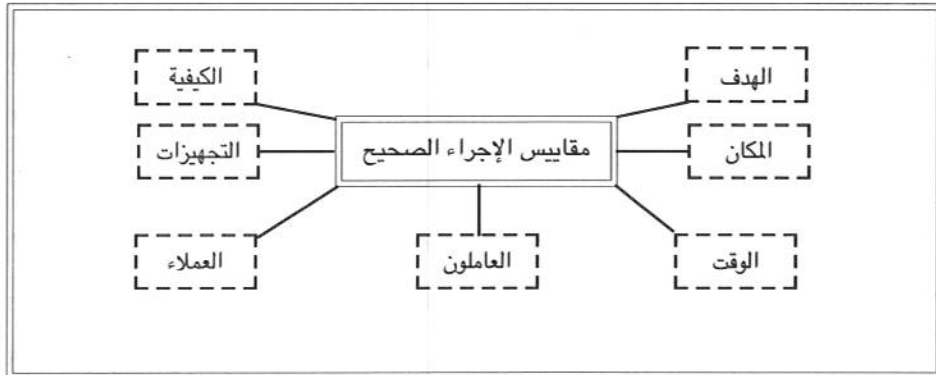 الهدف
الكيفية
مقاييس الإجراء الصحيح
المكان
التجهيزات
الوقت
العاملون
العملاء